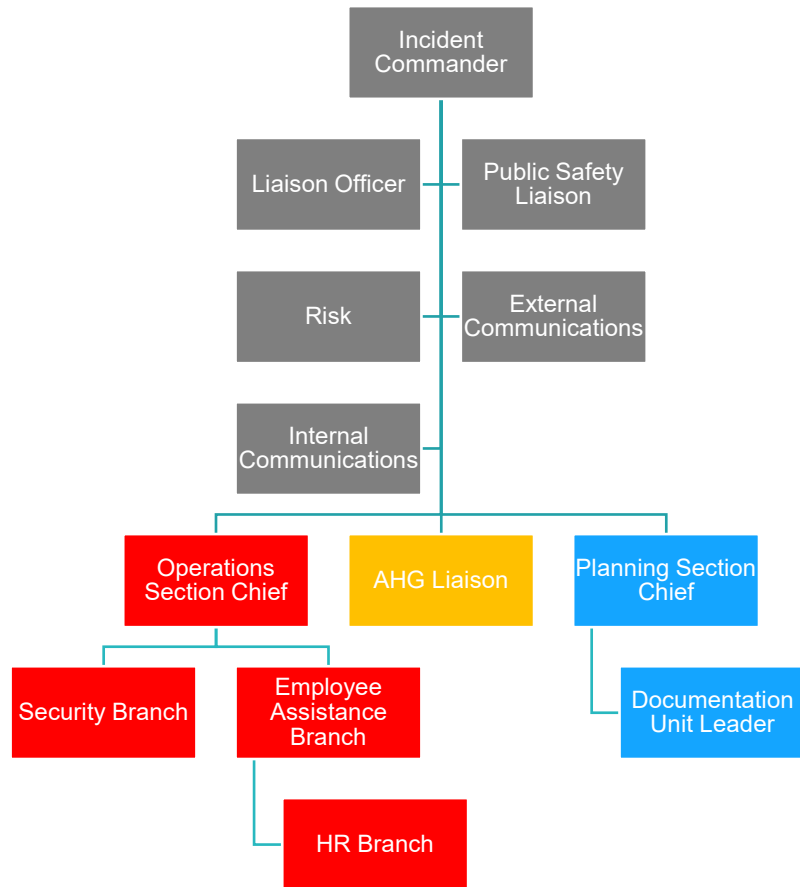 Incident
Commander
Liaison Officer
Public Safety
Liaison
Risk
External
Communications
Internal
Communications
Operations
Section Chief
AHG Liaison
Planning Section
Chief
Security Branch
Employee
Assistance
Branch
Documentation
Unit Leader
HR Branch